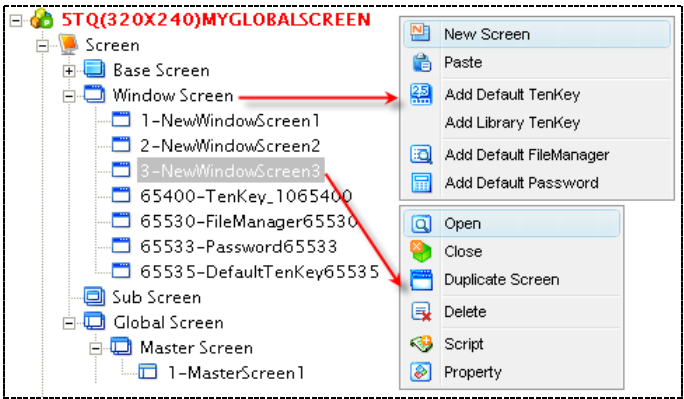 5TQ(320X240)MYGLOBALSCREEN
Screen
Base Screen
Window Screen
1-NewWindowScreen1
2-NewWindowScreen2
3-NewWindowScreen3
65400-TenKey_1065400
65530-FileManager65530
65533-Password65533
65535-DefaultTenKey65535
Sub Screen
Global Screen
Master Screen
1-MasterScreen1
New Screen
Paste
Add Default TenKey
Add Library TenKey
Add Default FileManager
Add Default Password
Open
Close
Duplicate Screen
Delete
Script
Property